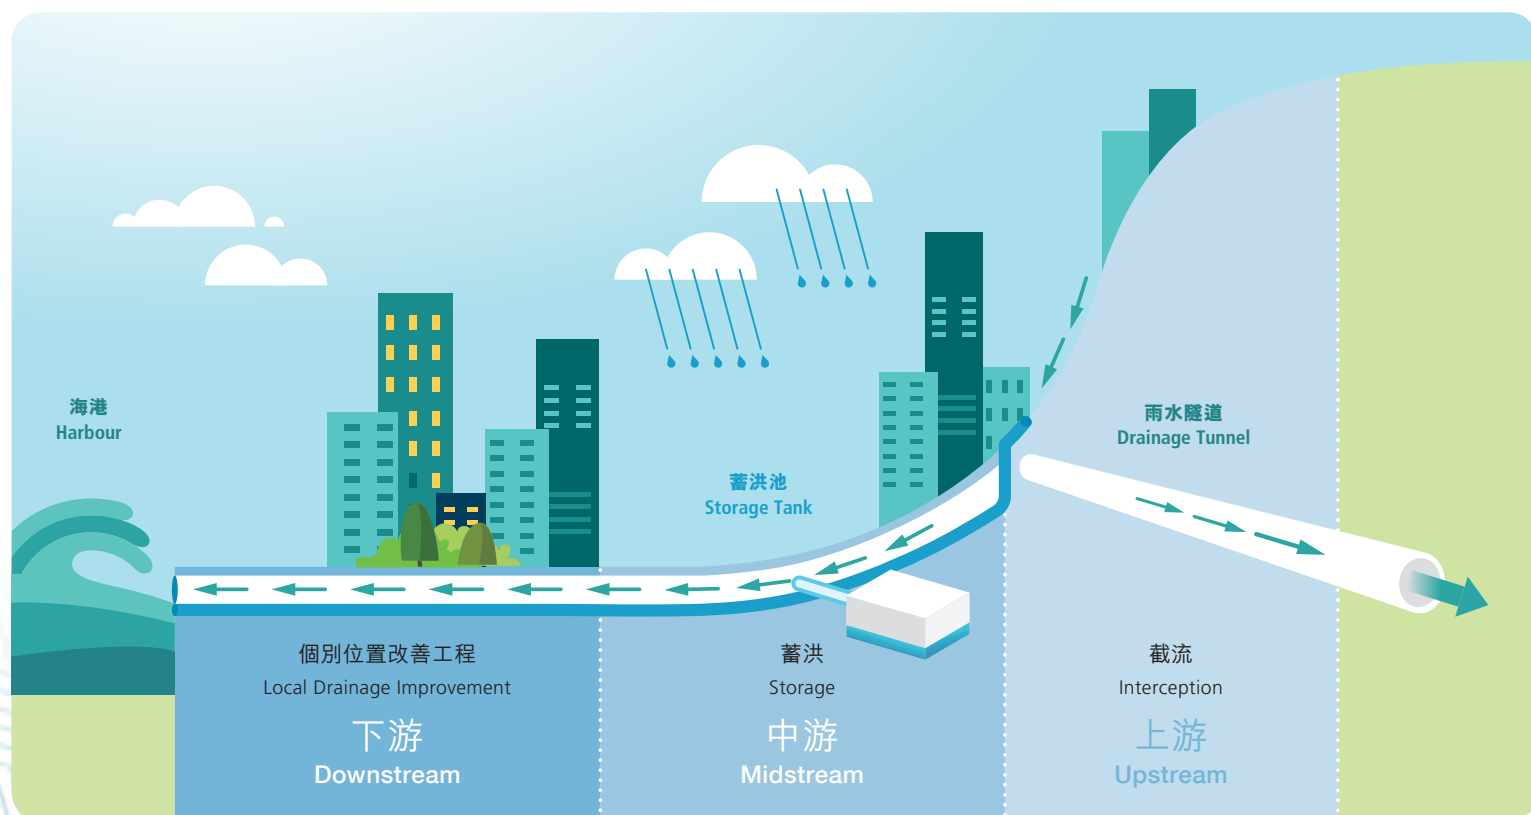 海港
Harbour
蓄洪池
Storage Tank
雨水隧道
Drainage Tunnel
個別位置改善工程
Local Drainage Improvement
下游
Downstream
蓄洪
Storage
中游
Midstream
截流
Interception
上游
Upstream